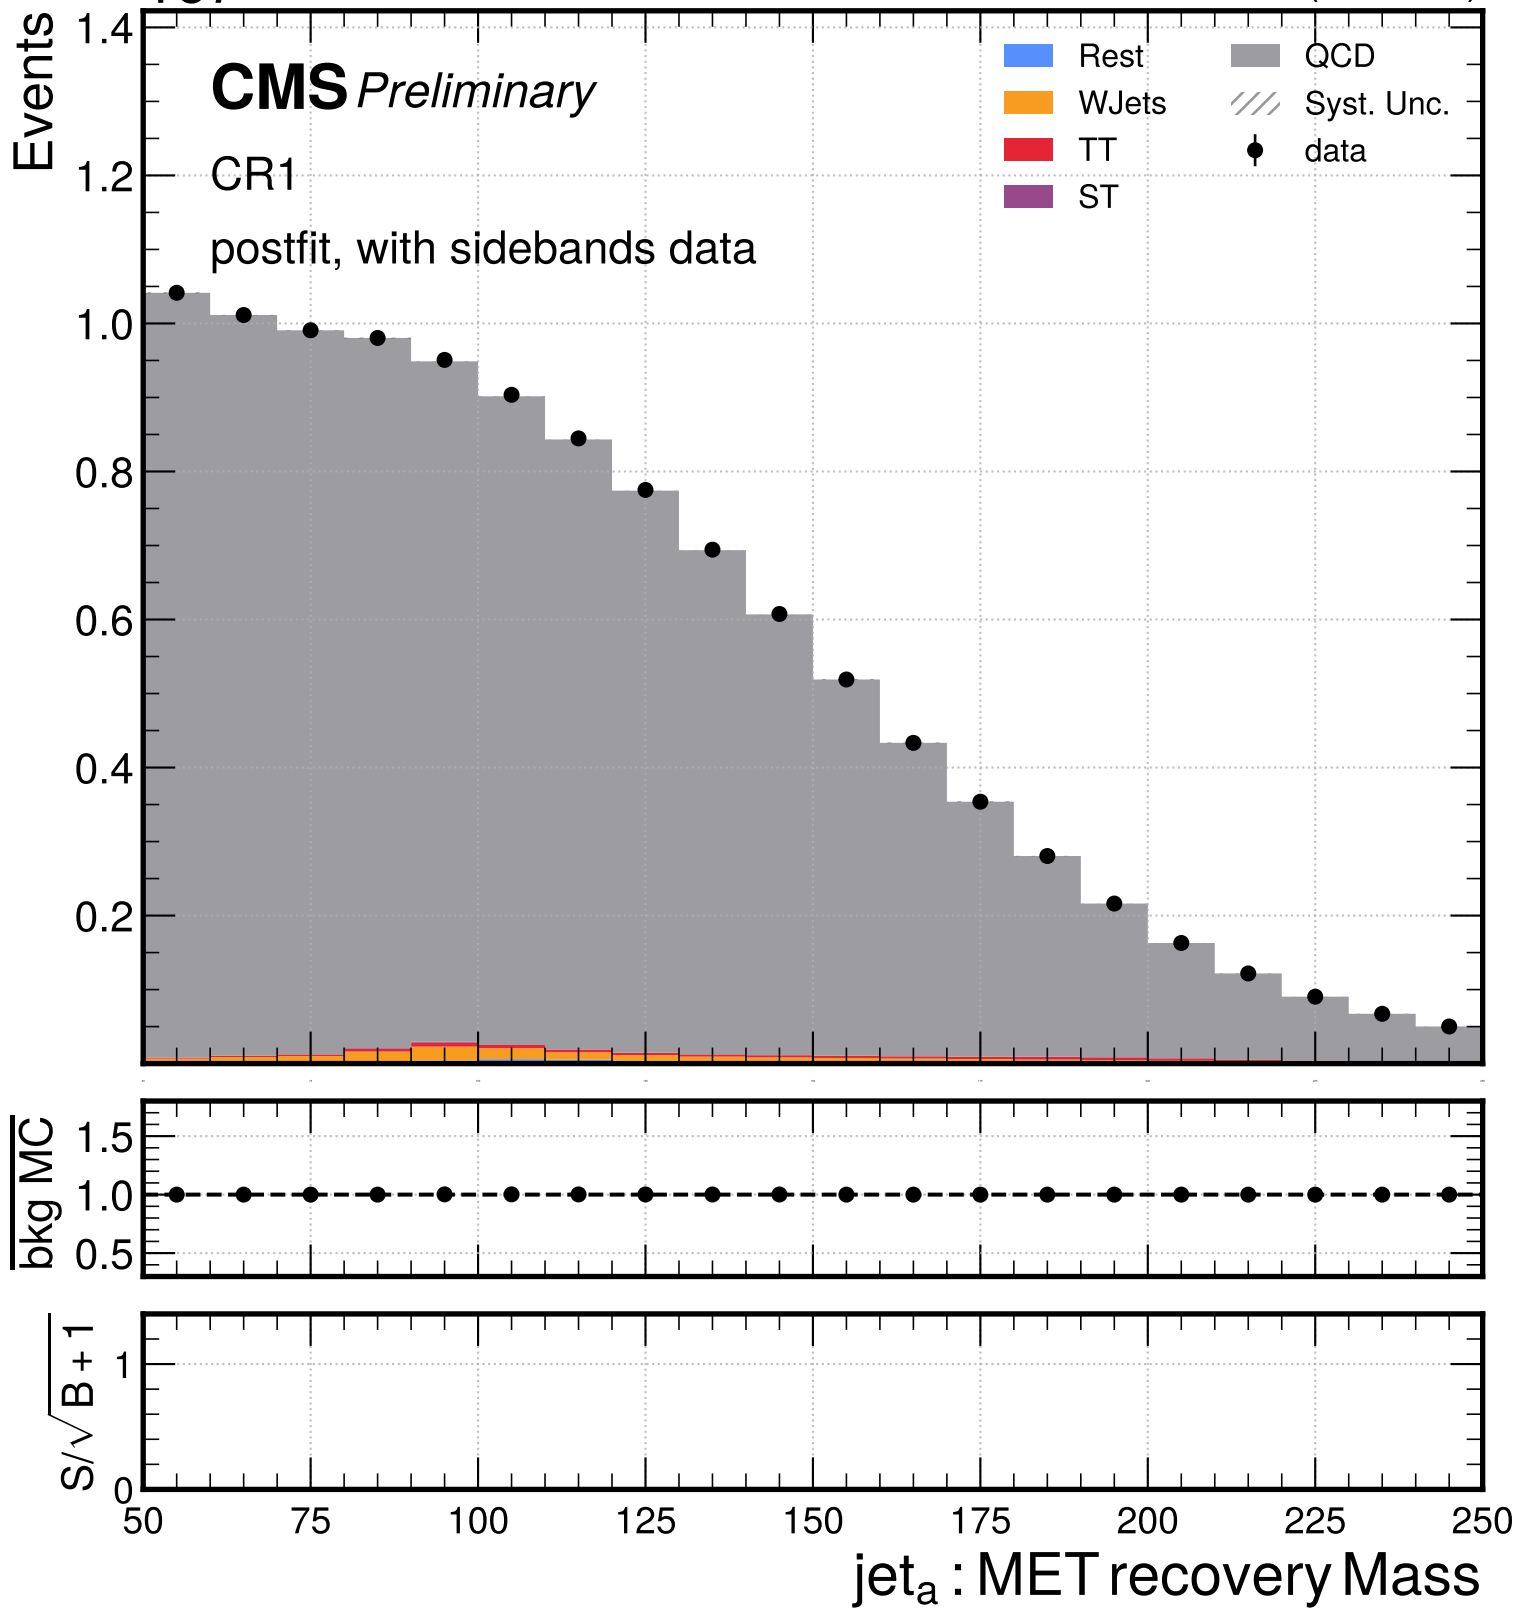 Events
1.4
1.2
1.0
0.8
0.6
0.4
0.2
CMS Preliminary
CR1
postfit, with sidebands data
Rest
WJets
TT
ST
QCD
Syst. Unc.
data
bkg MC
1.5
1.0
0.5
S/√B + 1
1
0
50 75 100 125 150 175 200 225 250
jetₐ : MET recovery Mass